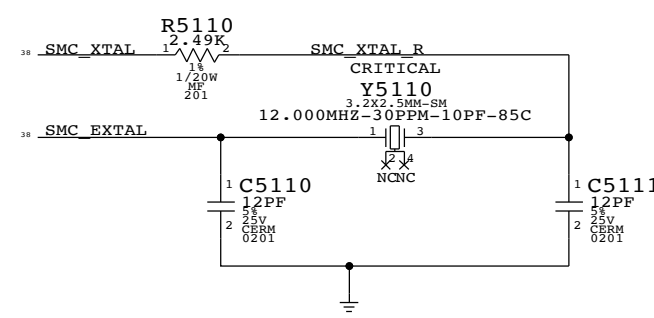 R5110
2.49K
38 SMC_XTAL 1 2 SMC_XTAL_R
1%
1/20W
MF
201
CRITICAL
Y5110
3.2X2.5MM-SM
12.000MHZ-30PPM-10PF-85C
38 SMC_EXTAL 1 3
2 4
NC NC
1 C5110
12PF
5%
25V
2 CERM
0201
1 C5111
12PF
5%
25V
2 CERM
0201